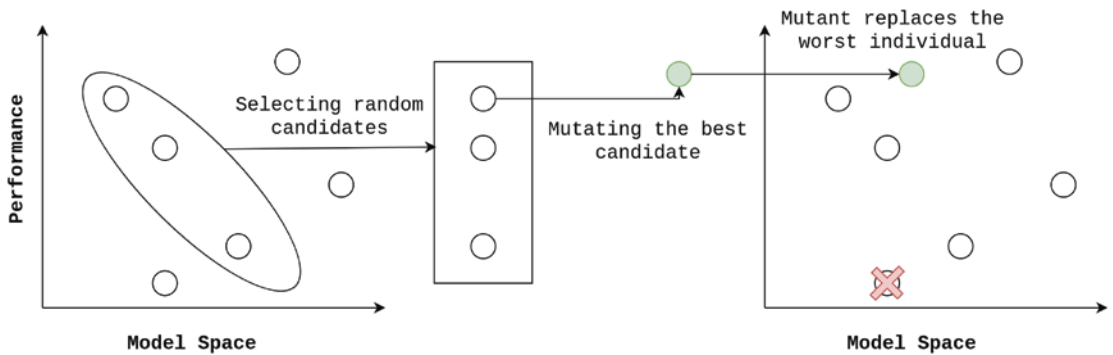 Performance
Model Space
Selecting random
candidates
Mutating the best
candidate
Mutant replaces the
worst individual
Model Space